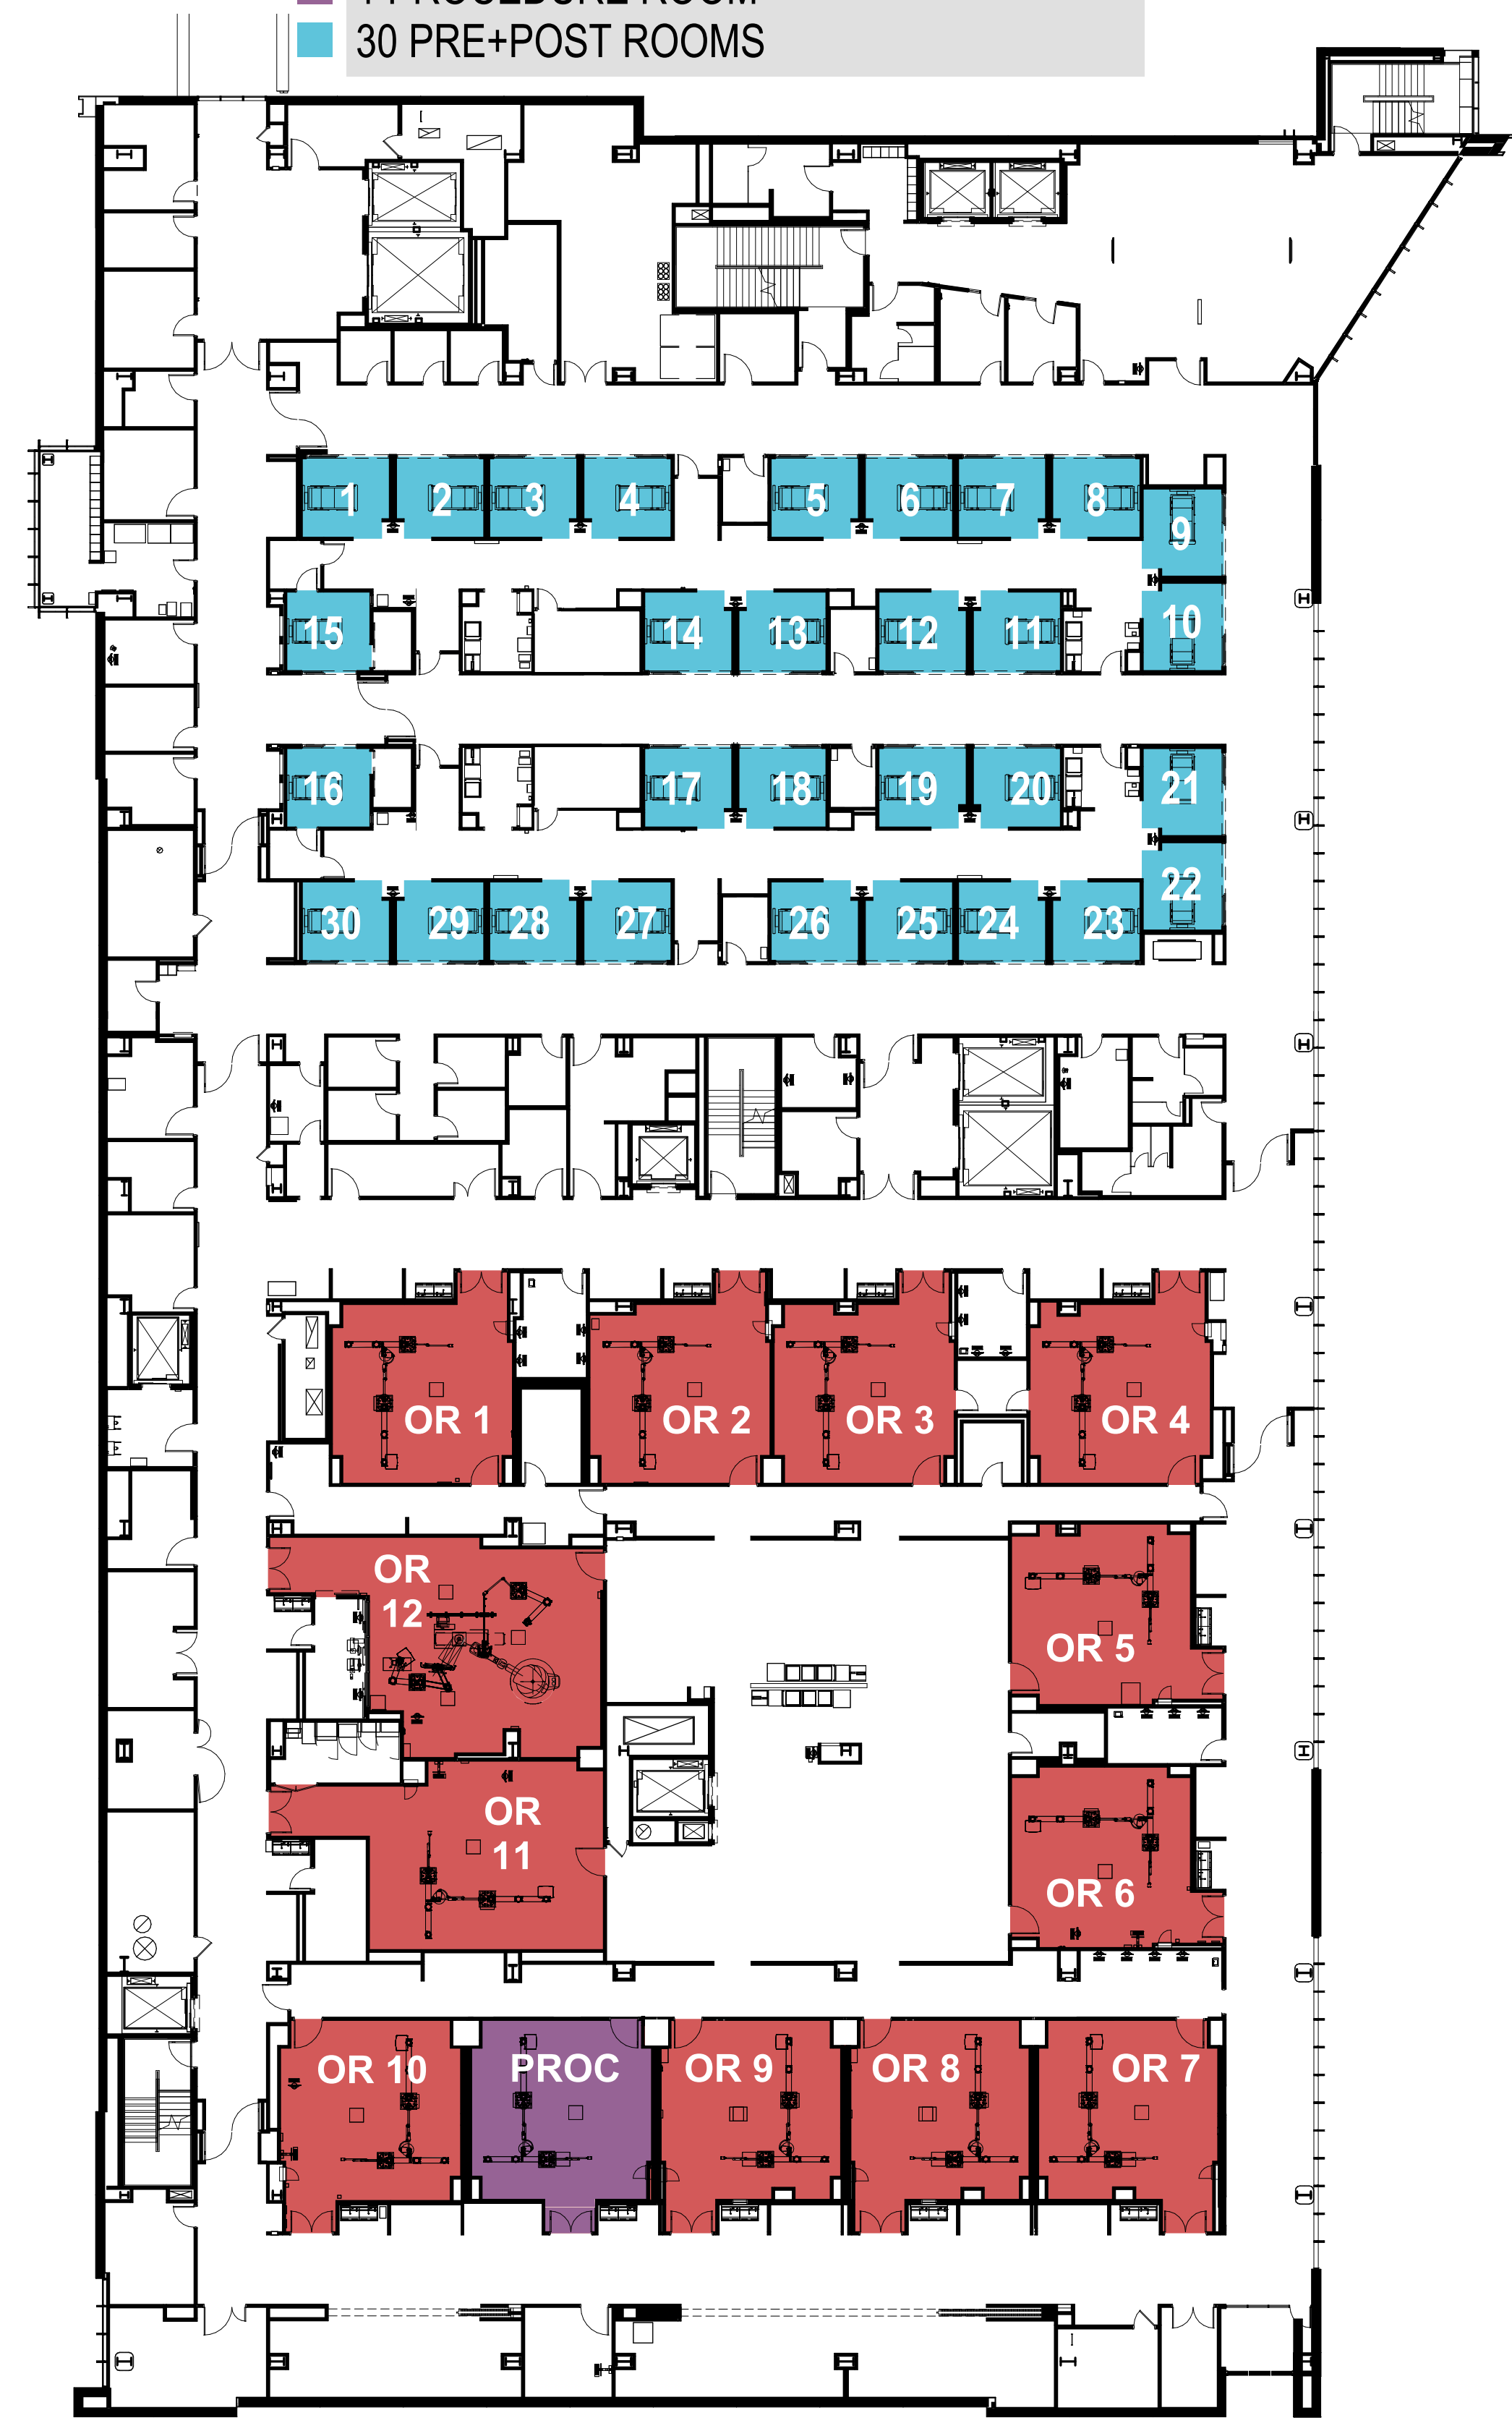 1 PROCEDURE ROOM
30 PRE+POST ROOMS
1 2 3 4 5 6 7 8
9
15 14 13 12 11 10
16 17 18 19 20 21
22
30 29 28 27 26 25 24 23
OR 1 OR 2 OR 3 OR 4
OR
12
OR 5
OR
11
OR 6
OR 10 PROC OR 9 OR 8 OR 7